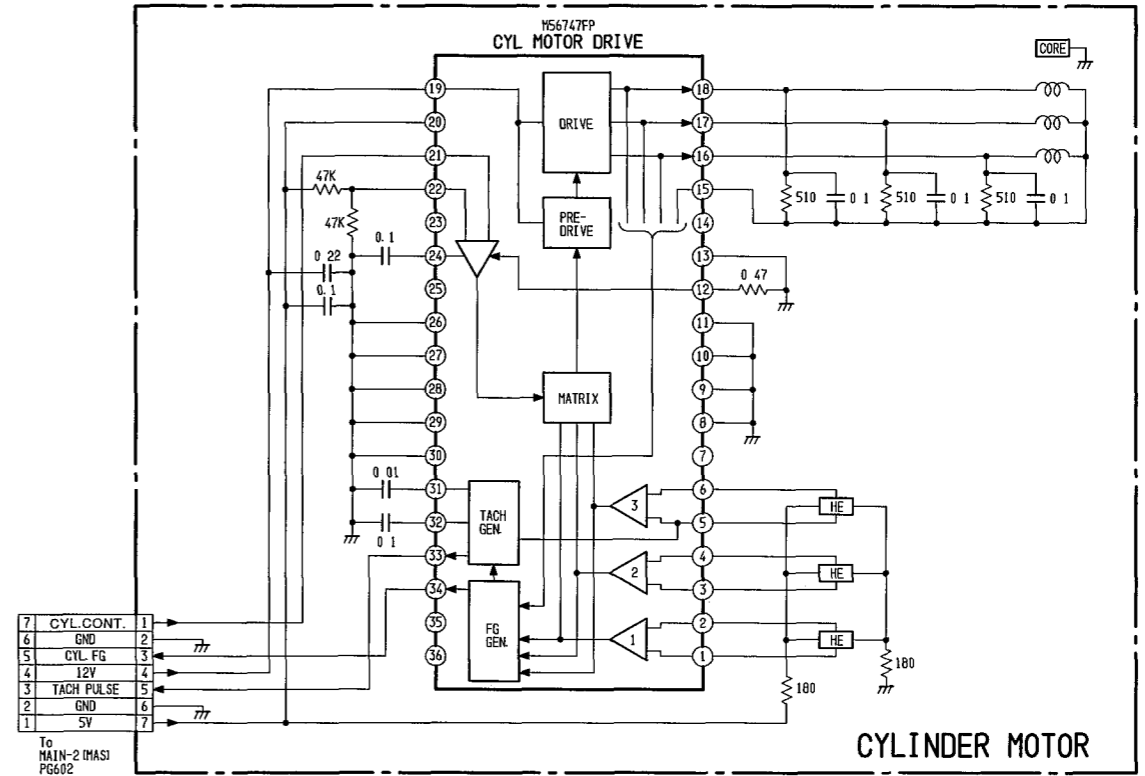 M56747FP
CYL MOTOR DRIVE
CORE
19
20
21
22
23
24
25
26
27
28
29
30
31
32
33
34
35
36
18
17
16
15
14
13
12
11
10
9
8
7
6
5
4
3
2
1
DRIVE
PRE-
DRIVE
MATRIX
TACH
GEN.
FG
GEN.
3
2
1
47K
47K
0.1
0 22
0.1
0 01
0 1
510
0 1
510
0 1
510
0 1
0 47
HE
HE
HE
180
180
7 CYL.CONT. 1
6 GND 2
5 CYL. FG 3
4 12V 4
3 TACH PULSE 5
2 GND 6
1 5V 7
To
MAIN-2 [MAS]
PG602
CYLINDER MOTOR